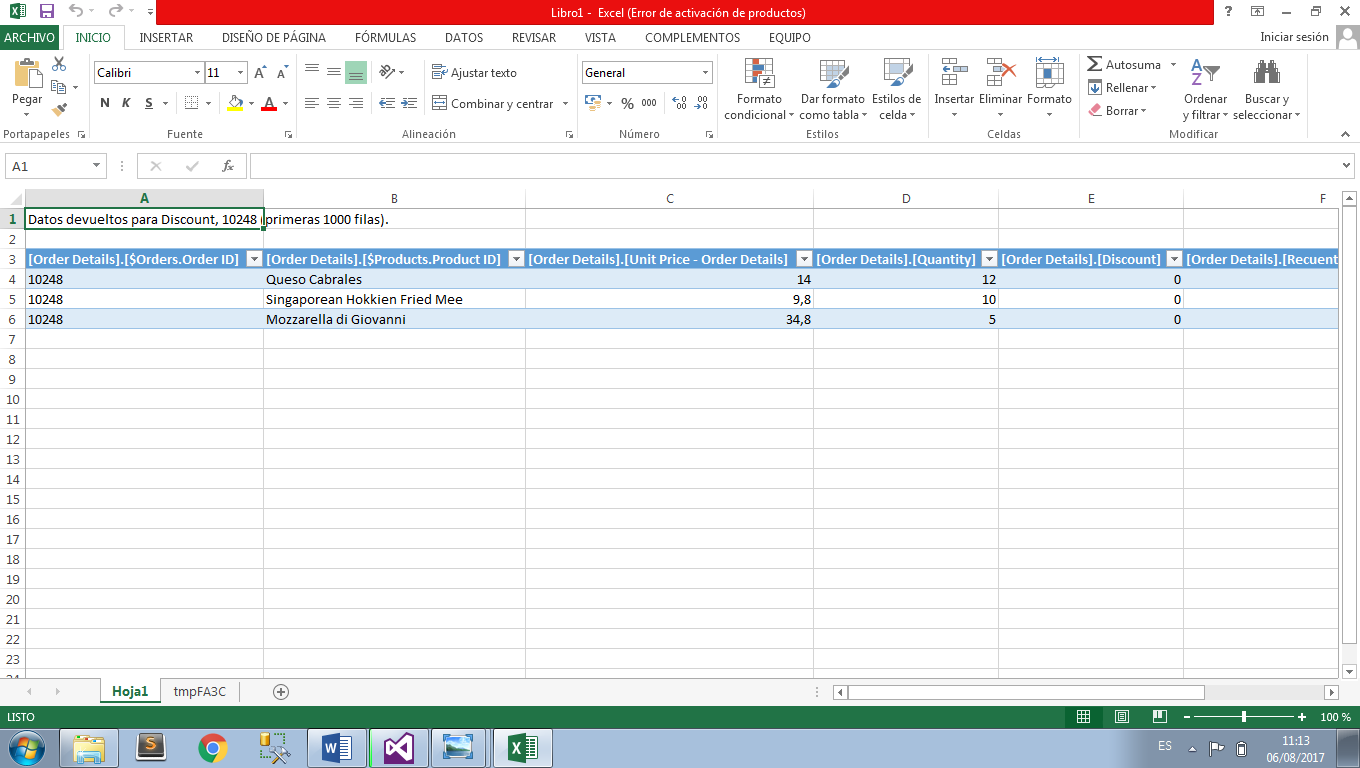 Libro1 - Excel (Error de activación de productos)
ARCHIVO INICIO INSERTAR DISEÑO DE PÁGINA FÓRMULAS DATOS REVISAR VISTA COMPLEMENTOS EQUIPO Iniciar sesión
Calibri 11 Ajustar texto General Autosuma
Pegar Formato condicional Dar formato como tabla Estilos de celda Insertar Eliminar Formato Rellenar Ordenar y filtrar Buscar y seleccionar
N K S Combinar y centrar % 000 Borrar
Portapapeles Fuente Alineación Número Estilos Celdas Modificar
A1 fx
A B C D E F
1 Datos devueltos para Discount, 10248 (primeras 1000 filas).
2
3 [Order Details].[$Orders.Order ID] [Order Details].[$Products.Product ID] [Order Details].[Unit Price - Order Details] [Order Details].[Quantity] [Order Details].[Discount] [Order Details].[Recuent
4 10248 Queso Cabrales 14 12 0
5 10248 Singaporean Hokkien Fried Mee 9,8 10 0
6 10248 Mozzarella di Giovanni 34,8 5 0
7
8
9
10
11
12
13
14
15
16
17
18
19
20
21
22
23
24
Hoja1 tmpFA3C
LISTO 100 %
ES 11:13
06/08/2017